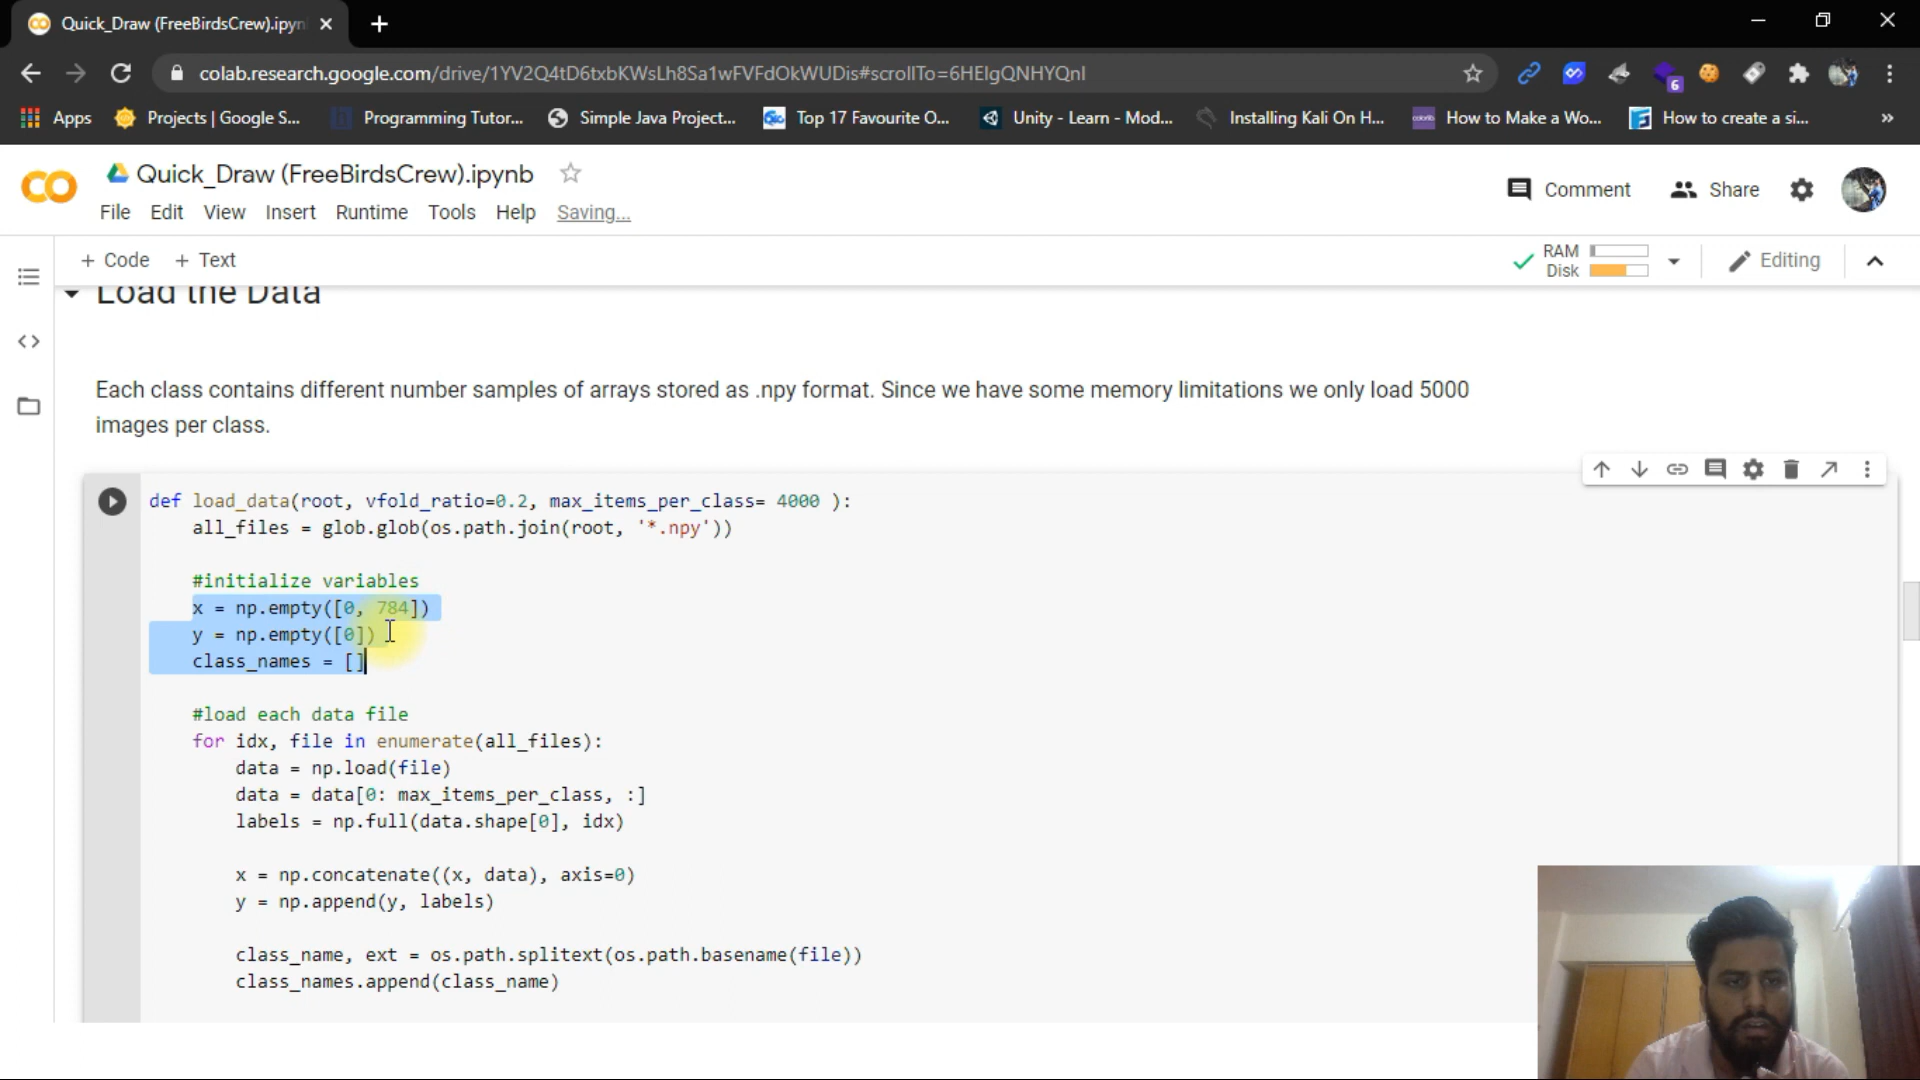 Quick_Draw (FreeBirdsCrew).ipyn
colab.research.google.com/drive/1YV2Q4tD6txbKWsLh8Sa1wFVFdOkWUDis#scrollTo=6HElgQNHYQnl
6
Apps
Projects | Google S...
Programming Tutor...
Simple Java Project...
Top 17 Favourite O...
Unity - Learn - Mod...
Installing Kali On H...
How to Make a Wo...
How to create a si...
»
Quick_Draw (FreeBirdsCrew).ipynb
Comment
Share
File Edit View Insert Runtime Tools Help Saving...
+ Code + Text
RAM
Disk
Editing
Load the Data
Each class contains different number samples of arrays stored as .npy format. Since we have some memory limitations we only load 5000
images per class.
def load_data(root, vfold_ratio=0.2, max_items_per_class= 4000 ):
all_files = glob.glob(os.path.join(root, '*.npy'))
#initialize variables
x = np.empty([0, 784])
y = np.empty([0])
class_names = []
#load each data file
for idx, file in enumerate(all_files):
data = np.load(file)
data = data[0: max_items_per_class, :]
labels = np.full(data.shape[0], idx)
x = np.concatenate((x, data), axis=0)
y = np.append(y, labels)
class_name, ext = os.path.splitext(os.path.basename(file))
class_names.append(class_name)